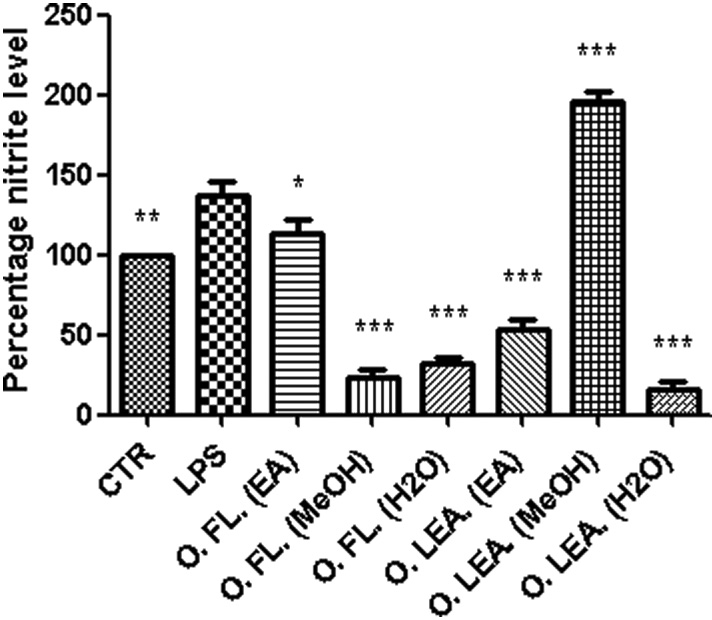 Percentage nitrite level
250
200
150
100
50
0
**
*
***
***
***
***
***
CTR
LPS
O. FL. (EA)
O. FL. (MeOH)
O. FL. (H2O)
O. LEA. (EA)
O. LEA. (MeOH)
O. LEA. (H2O)